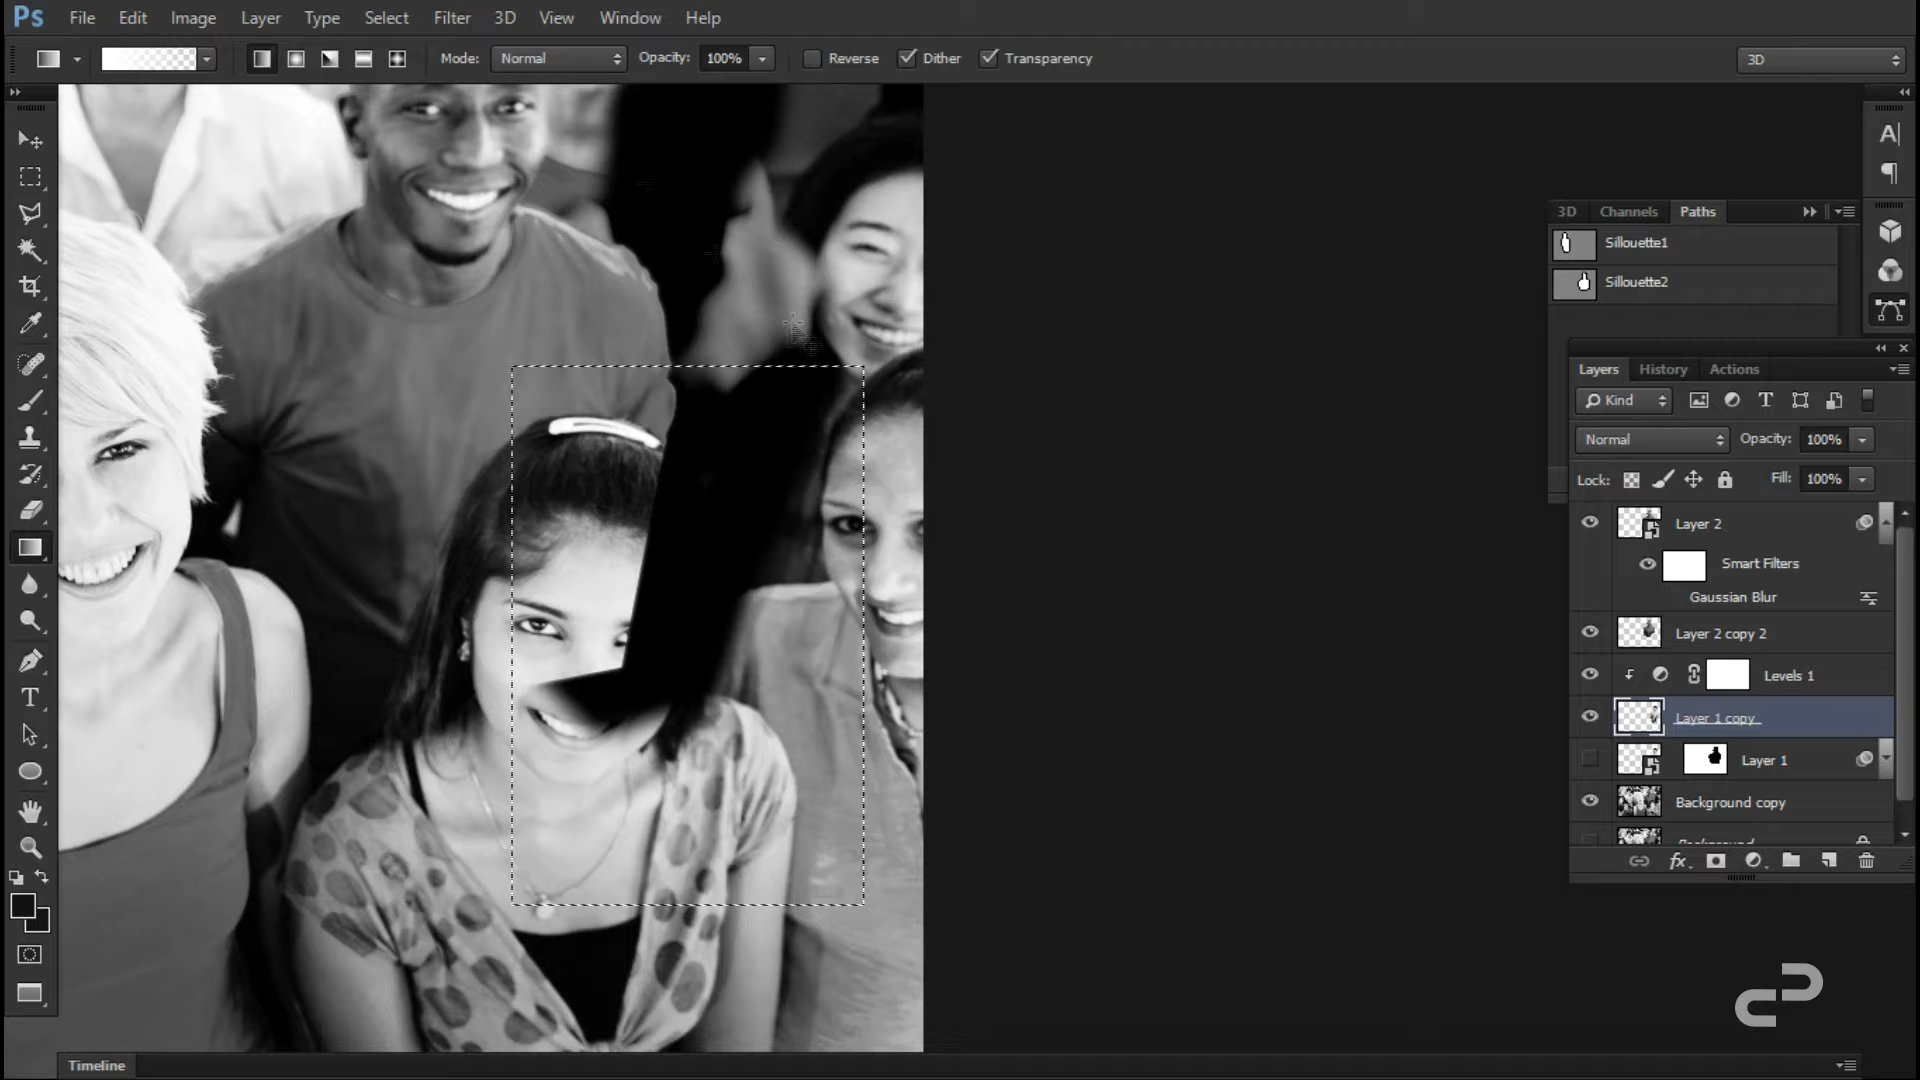 Ps File Edit Image Layer Type Select Filter 3D View Window Help
Mode: Normal Opacity: 100% Reverse Dither Transparency 3D
3D Channels Paths
Sillouette1
Sillouette2
Layers History Actions
Kind
Normal Opacity: 100%
Lock: Fill: 100%
Layer 2
Smart Filters
Gaussian Blur
Layer 2 copy 2
Levels 1
Layer 1 copy
Layer 1
Background copy
Background
fx
Timeline